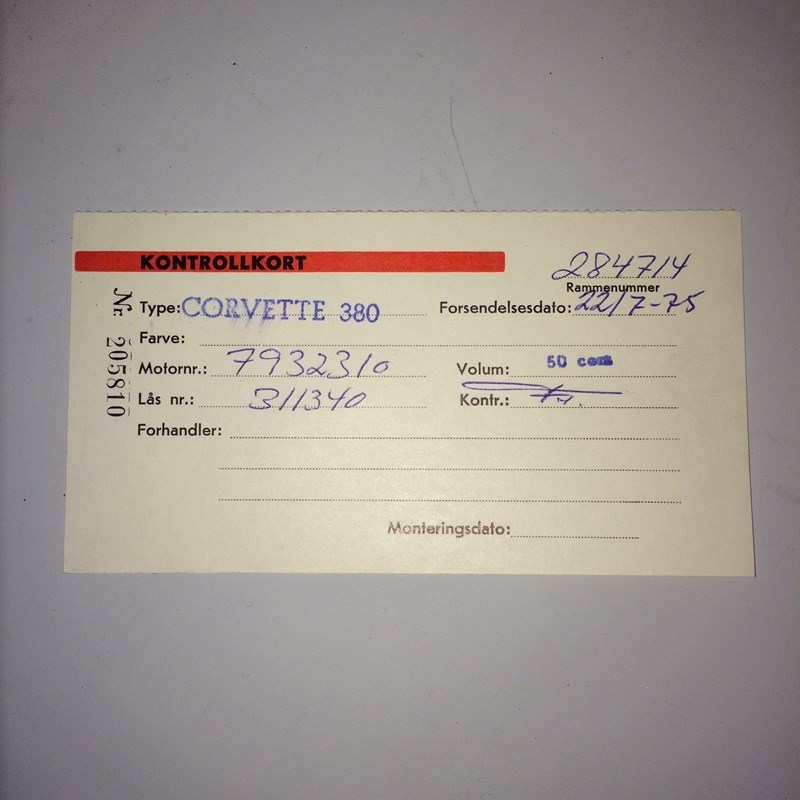 KONTROLLKORT
284714
Rammenummer
Nr. 205810
Type: CORVETTE 380 Forsendelsesdato: 22/7-75
Farve:
Motornr.: 7932310 Volum: 50 ccm
Lås nr.: 311340 Kontr.:
Forhandler:
Monteringsdato: